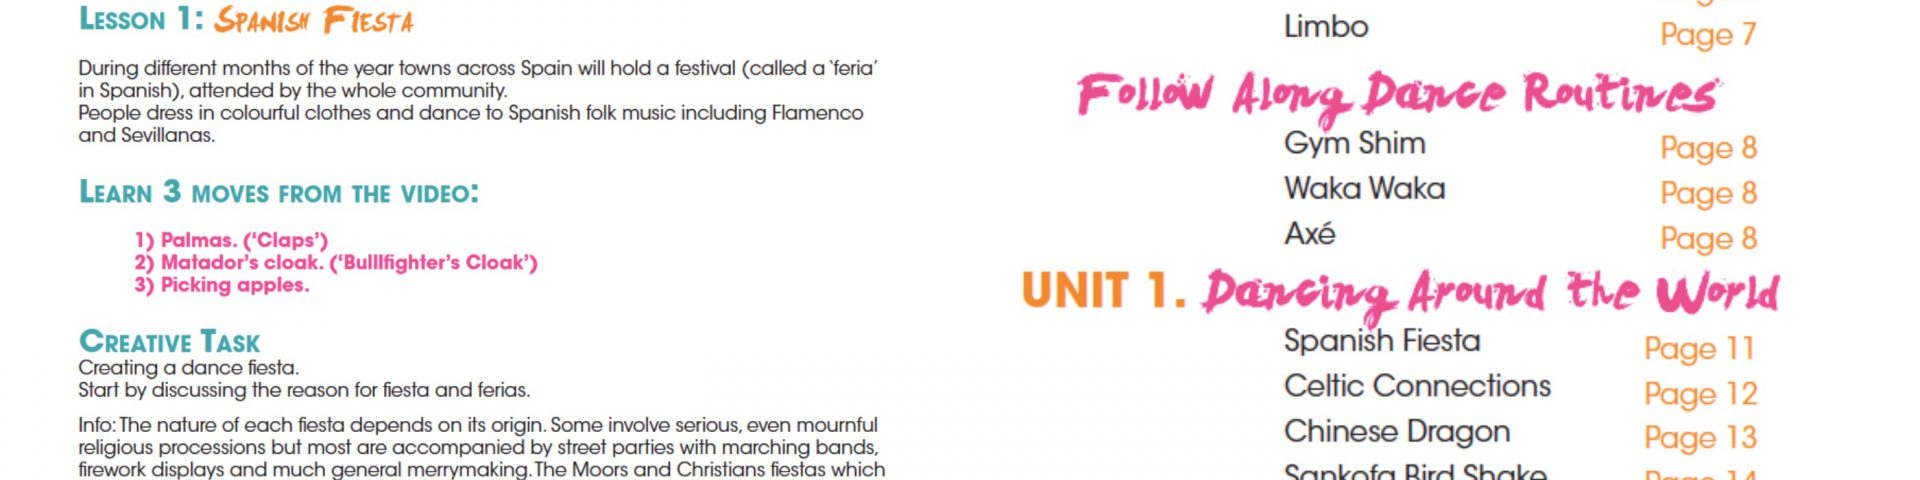 Lesson 1: Spanish Fiesta
During different months of the year towns across Spain will hold a festival (called a 'feria'
in Spanish), attended by the whole community.
People dress in colourful clothes and dance to Spanish folk music including Flamenco
and Sevillanas.
Learn 3 moves from the video:
1) Palmas. ('Claps')
2) Matador's cloak. ('Bulllfighter's Cloak')
3) Picking apples.
Creative Task
Creating a dance fiesta.
Start by discussing the reason for fiesta and ferias.
Info: The nature of each fiesta depends on its origin. Some involve serious, even mournful
religious processions but most are accompanied by street parties with marching bands,
firework displays and much general merrymaking. The Moors and Christians fiestas which
Limbo Page 7
Follow Along Dance Routines
Gym Shim Page 8
Waka Waka Page 8
Axé Page 8
UNIT 1. Dancing Around the World
Spanish Fiesta Page 11
Celtic Connections Page 12
Chinese Dragon Page 13
Sankofa Bird Shake Page 14